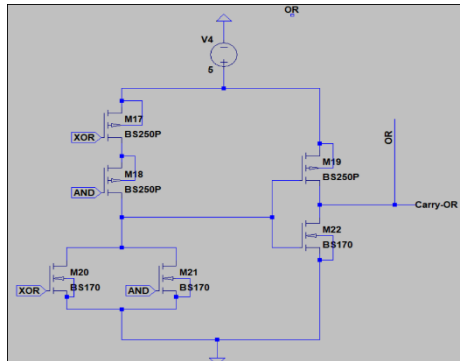 OR
V4
5
M17
XOR
BS250P
M18
AND
BS250P
M19
BS250P
OR
Carry-OR
M22
BS170
M20
XOR
BS170
M21
AND
BS170